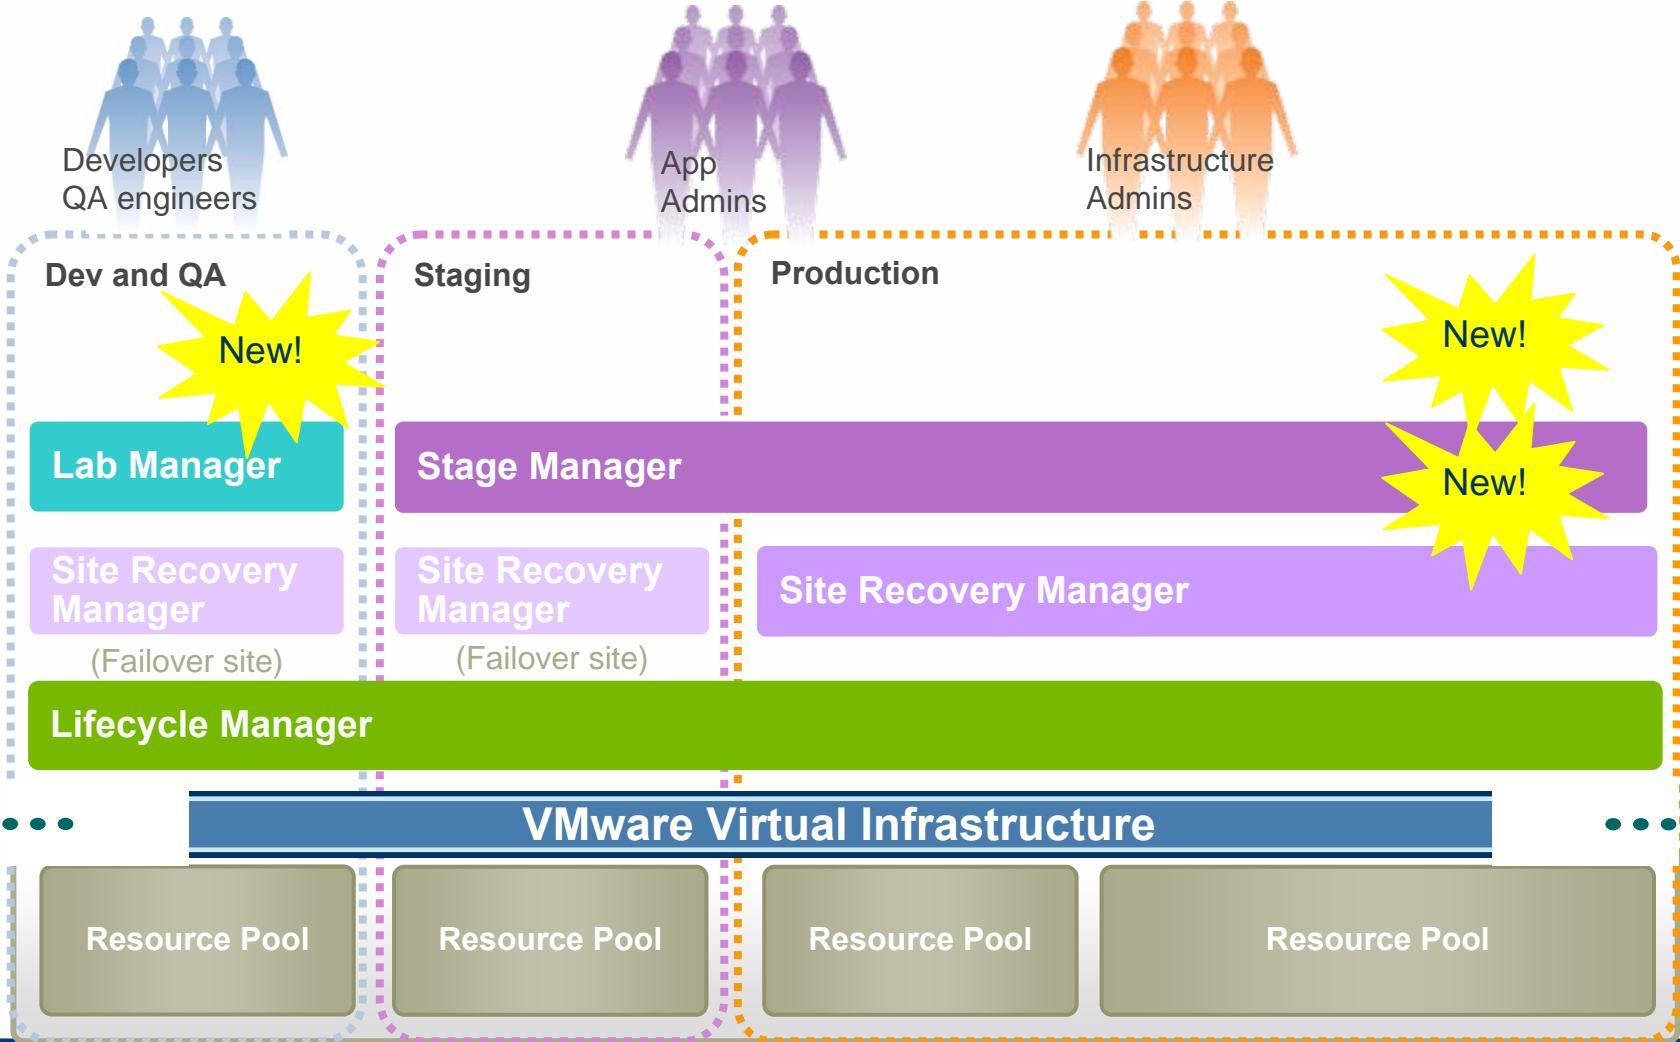 Developers
QA engineers
App
Admins
Infrastructure
Admins
Dev and QA
Staging
Production
New!
New!
Lab Manager
Stage Manager
New!
Site Recovery
Manager
Site Recovery
Manager
Site Recovery Manager
(Failover site)
(Failover site)
Lifecycle Manager
VMware Virtual Infrastructure
Resource Pool
Resource Pool
Resource Pool
Resource Pool